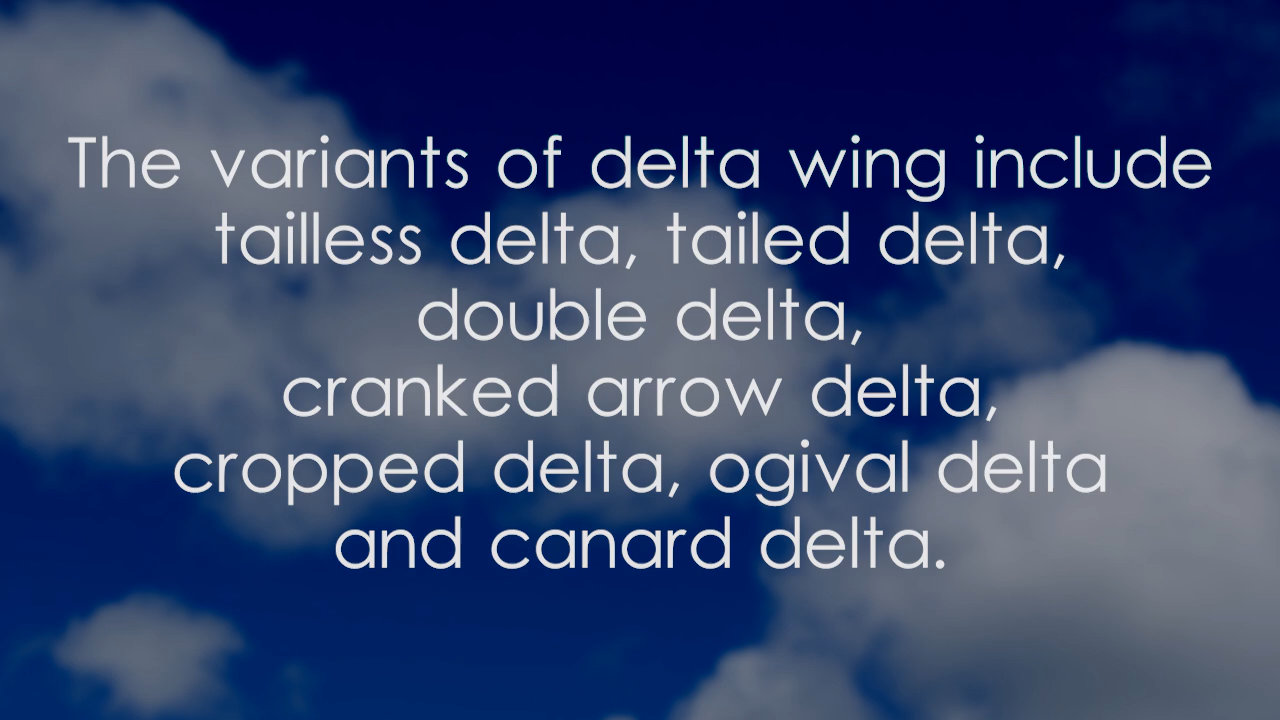 The variants of delta wing include
tailless delta, tailed delta,
double delta,
cranked arrow delta,
cropped delta, ogival delta
and canard delta.